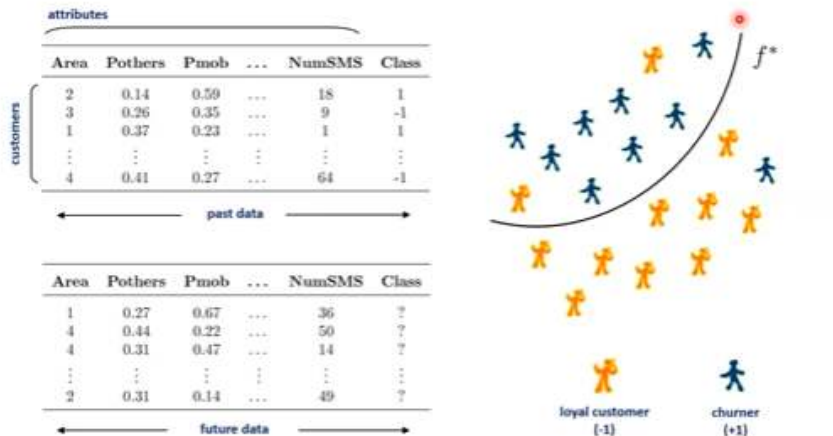 attributes
Area Pothers Pmob ... NumSMS Class
customers
2 0.14 0.59 ... 18 1
3 0.26 0.35 ... 9 -1
1 0.37 0.23 ... 1 1
⋮ ⋮ ⋮ ⋮ ⋮ ⋮
4 0.41 0.27 ... 64 -1
past data
Area Pothers Pmob ... NumSMS Class
1 0.27 0.67 ... 36 ?
4 0.44 0.22 ... 50 ?
4 0.31 0.47 ... 14 ?
⋮ ⋮ ⋮ ⋮ ⋮ ⋮
2 0.31 0.14 ... 49 ?
future data
f*
loyal customer
(-1)
churner
(+1)